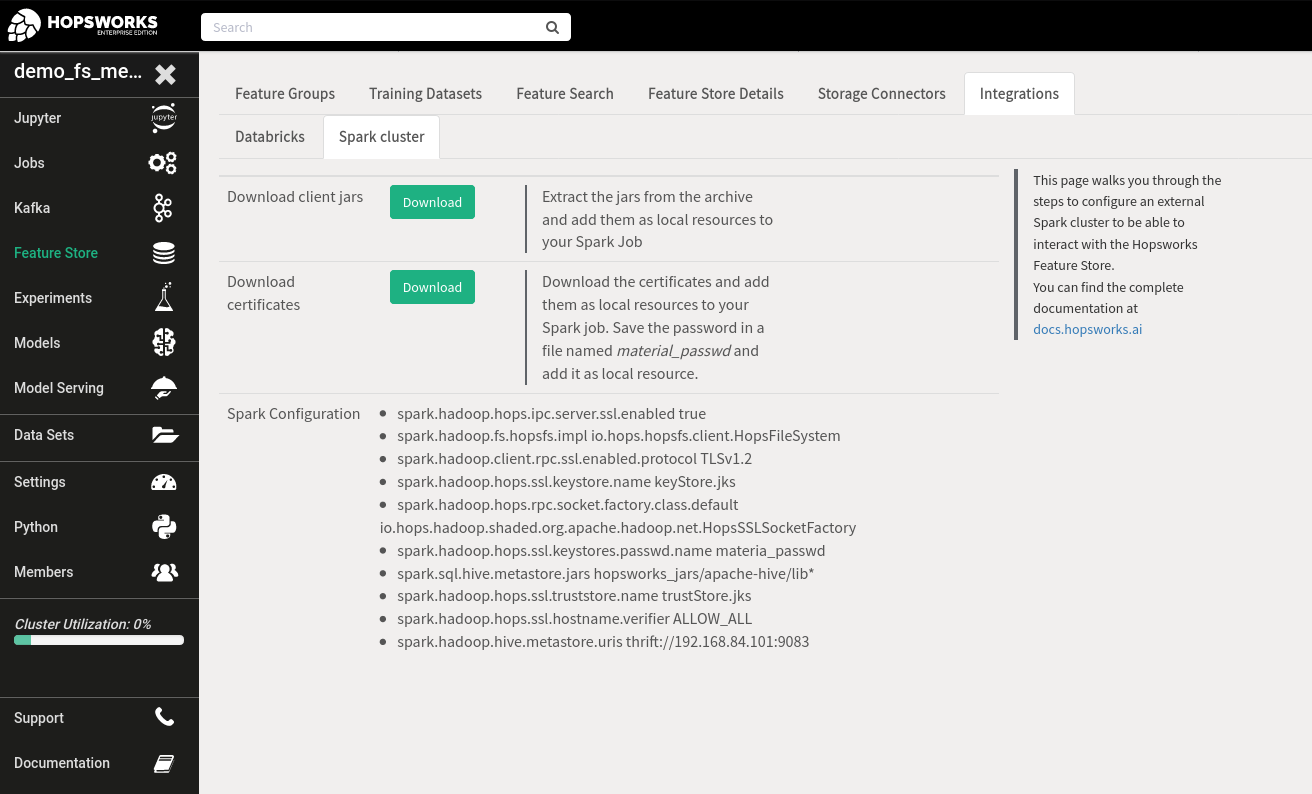 HOPSWORKS
ENTERPRISE EDITION
Search
demo_fs_me...
Jupyter
jupyter
Jobs
Kafka
Feature Store
Experiments
Models
Model Serving
Data Sets
Settings
Python
Members
Cluster Utilization: 0%
Support
Documentation
Feature Groups
Training Datasets
Feature Search
Feature Store Details
Storage Connectors
Integrations
Databricks
Spark cluster
Download client jars
Download
Extract the jars from the archive
and add them as local resources to
your Spark Job
Download
certificates
Download
Download the certificates and add
them as local resources to your
Spark job. Save the password in a
file named material_passwd and
add it as local resource.
Spark Configuration
spark.hadoop.hops.ipc.server.ssl.enabled true
spark.hadoop.fs.hopsfs.impl io.hops.hopsfs.client.HopsFileSystem
spark.hadoop.client.rpc.ssl.enabled.protocol TLSv1.2
spark.hadoop.hops.ssl.keystore.name keyStore.jks
spark.hadoop.hops.rpc.socket.factory.class.default
io.hops.hadoop.shaded.org.apache.hadoop.net.HopsSSLSocketFactory
spark.hadoop.hops.ssl.keystores.passwd.name materia_passwd
spark.sql.hive.metastore.jars hopsworks_jars/apache-hive/lib*
spark.hadoop.hops.ssl.truststore.name trustStore.jks
spark.hadoop.hops.ssl.hostname.verifier ALLOW_ALL
spark.hadoop.hive.metastore.uris thrift://192.168.84.101:9083
This page walks you through the
steps to configure an external
Spark cluster to be able to
interact with the Hopsworks
Feature Store.
You can find the complete
documentation at
docs.hopsworks.ai